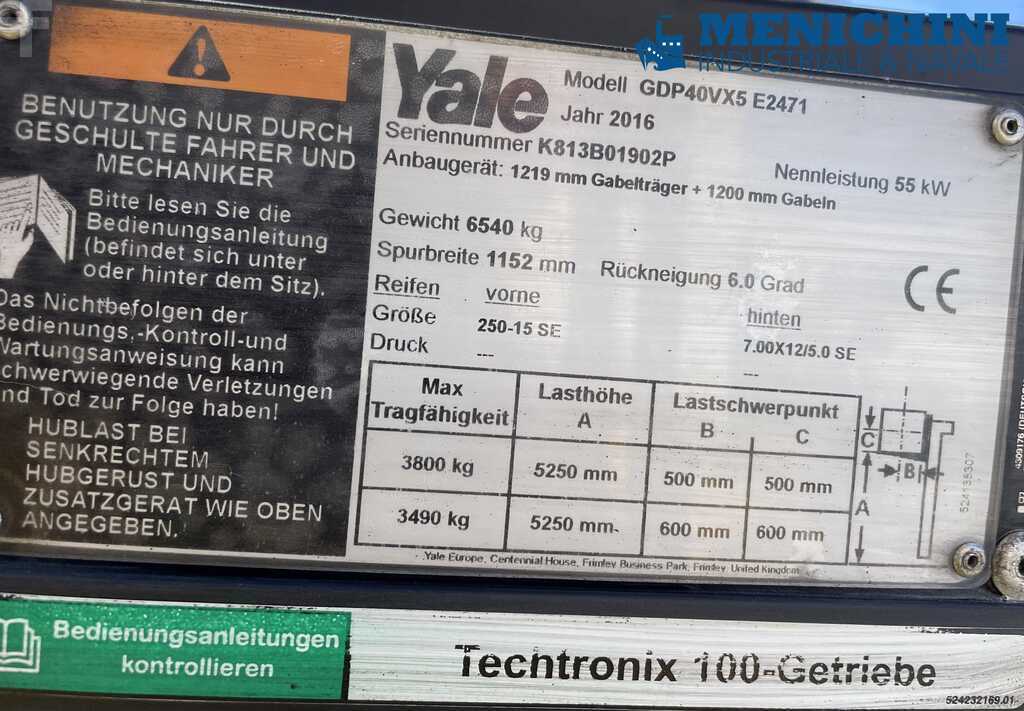 MENICHINI
INDUSTRIALE & NAVALE
BENUTZUNG NUR DURCH
GESCHULTE FAHRER UND
MECHANIKER
Bitte lesen Sie die
Bedienungsanleitung
(befindet sich unter
oder hinter dem Sitz).
Das Nichtbefolgen der
Bedienungs,-Kontroll-und
Wartungsanweisung kann
schwerwiegende Verletzungen
und Tod zur Folge haben!
HUBLAST BEI
SENKRECHTEM
HUBGERUST UND
ZUSATZGERAT WIE OBEN
ANGEGEBEN.
Yale
Modell GDP40VX5 E2471
Jahr 2016
Seriennummer K813B01902P
Nennleistung 55 kW
Anbaugerät: 1219 mm Gabelträger + 1200 mm Gabeln
Gewicht 6540 kg
Spurbreite 1152 mm Rückneigung 6.0 Grad
Reifen vorne hinten
Größe 250-15 SE 7.00X12/5.0 SE
Druck --- ---
Max Tragfähigkeit Lasthöhe A Lastschwerpunkt B C
3800 kg 5250 mm 500 mm 500 mm
3490 kg 5250 mm 600 mm 600 mm
C
B
A
524135307
Yale Europe, Centennial House, Frimley Business Park, Frimley, United Kingdom
CE
Bedienungsanleitungen
kontrollieren
Techtronix 100-Getriebe
524232169.01